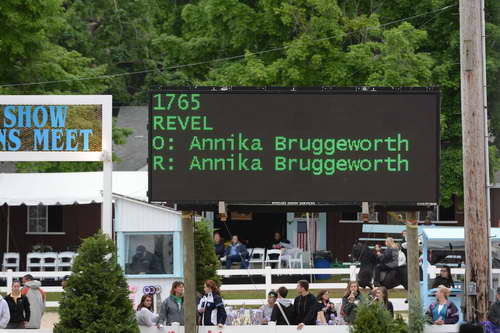 SHOW
NS MEET
1765
REVEL
O: Annika Bruggeworth
R: Annika Bruggeworth